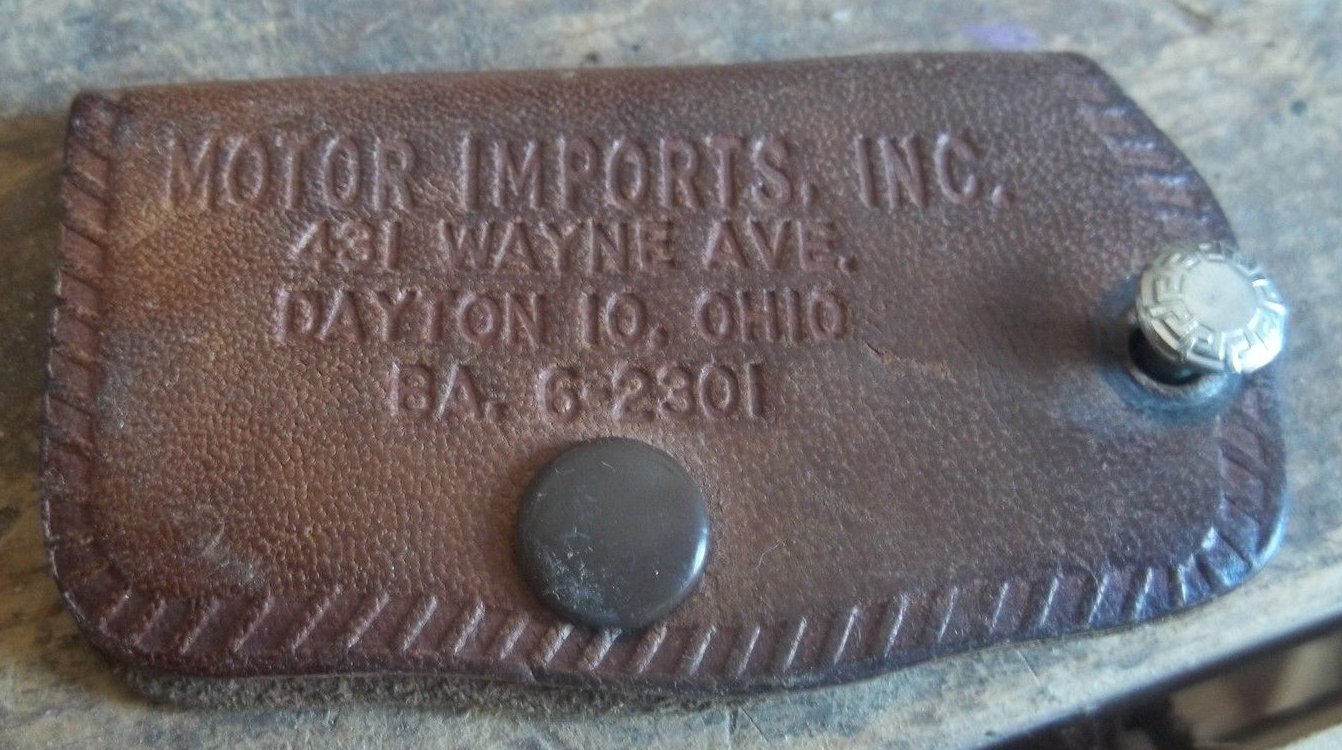 MOTOR IMPORTS, INC.
431 WAYNE AVE.
DAYTON 10, OHIO
BA. 6-2301